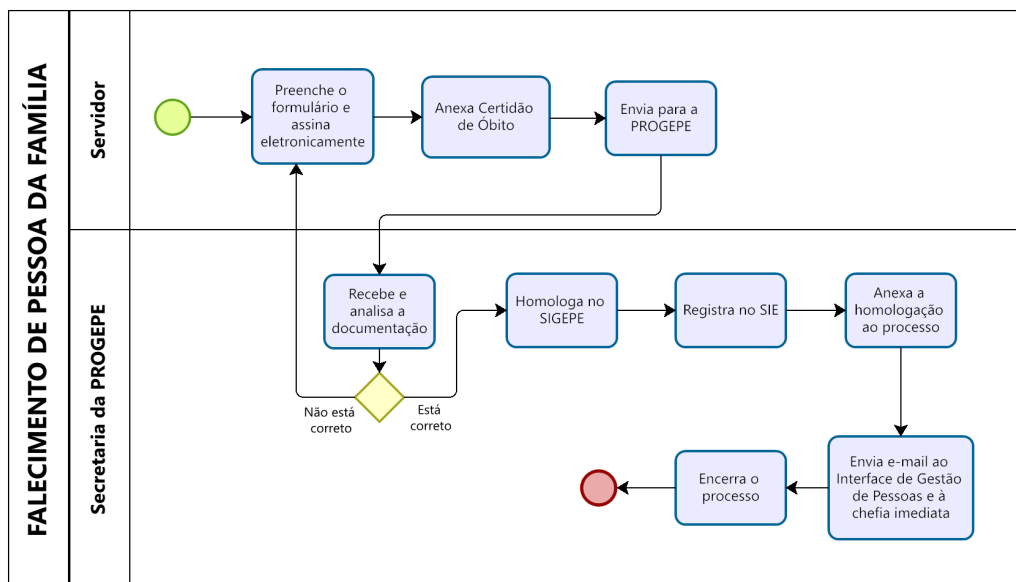 FALECIMENTO DE PESSOA DA FAMÍLIA
Servidor
Preenche o
formulário e
assina
eletronicamente
Anexa Certidão
de Óbito
Envia para a
PROGEPE
Secretaria da PROGEPE
Recebe e
analisa a
documentação
Não está
correto
Está
correto
Homologa no
SIGEPE
Registra no SIE
Anexa a
homologação
ao processo
Envia e-mail ao
Interface de Gestão
de Pessoas e à
chefia imediata
Encerra o
processo